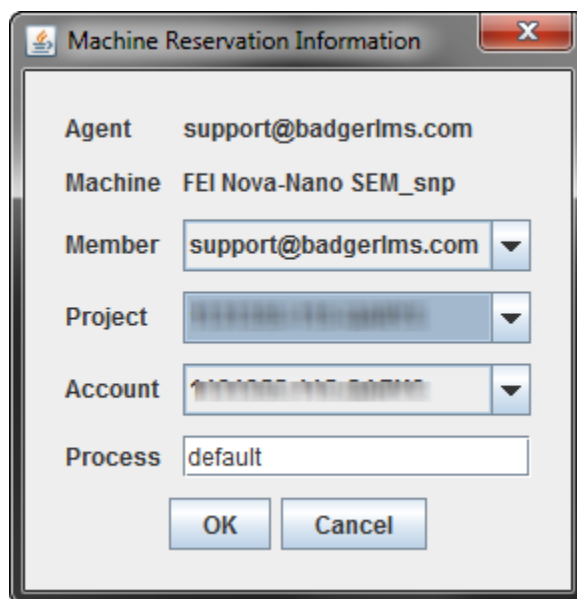 Machine Reservation Information
Agent support@badgerlms.com
Machine FEI Nova-Nano SEM_snp
Member support@badgerlms.com
Project
Account
Process default
OK Cancel